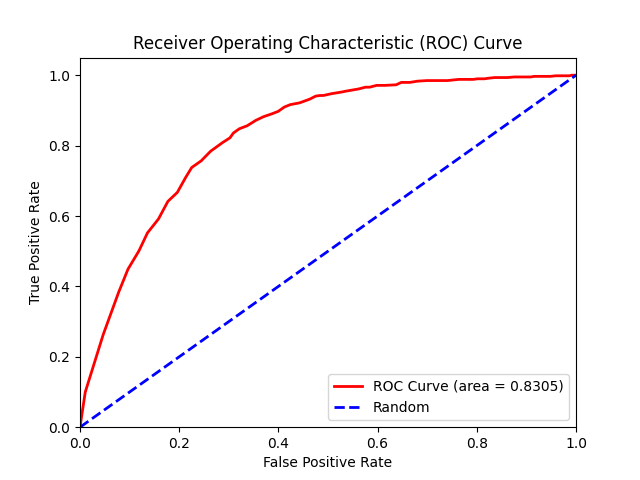 Receiver Operating Characteristic (ROC) Curve
True Positive Rate
1.0
0.8
0.6
0.4
0.2
0.0
ROC Curve (area = 0.8305)
Random
0.0 0.2 0.4 0.6 0.8 1.0
False Positive Rate